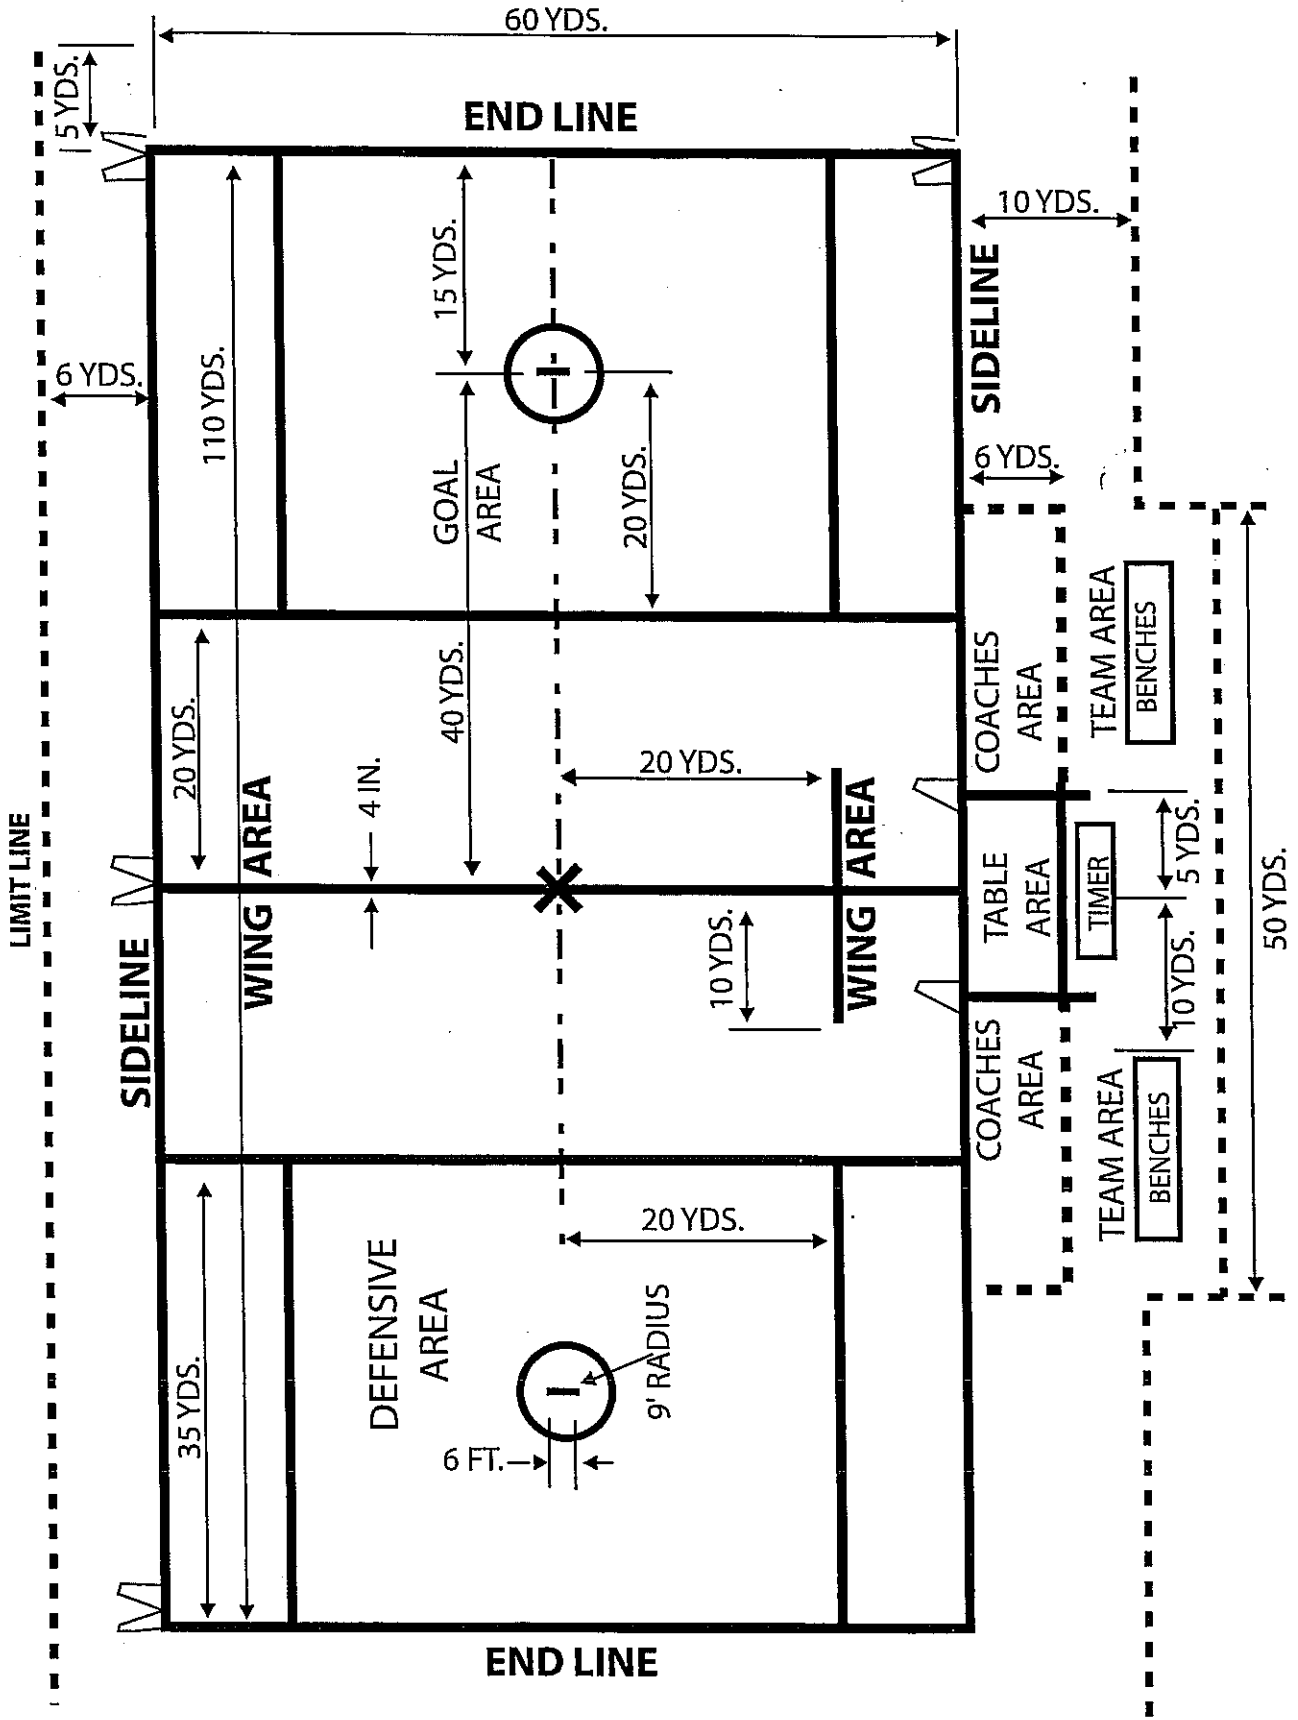 60 YDS.
5 YDS.
END LINE
10 YDS.
15 YDS.
SIDELINE
6 YDS.
110 YDS.
6 YDS.
GOAL
AREA
20 YDS.
LIMIT LINE
20 YDS.
40 YDS.
COACHES
AREA
TEAM AREA
BENCHES
4 IN.
20 YDS.
WING AREA
WING AREA
TABLE
AREA
TIMER
5 YDS.
50 YDS.
SIDELINE
10 YDS.
10 YDS.
COACHES
AREA
TEAM AREA
BENCHES
20 YDS.
35 YDS.
DEFENSIVE
AREA
9' RADIUS
6 FT.
END LINE